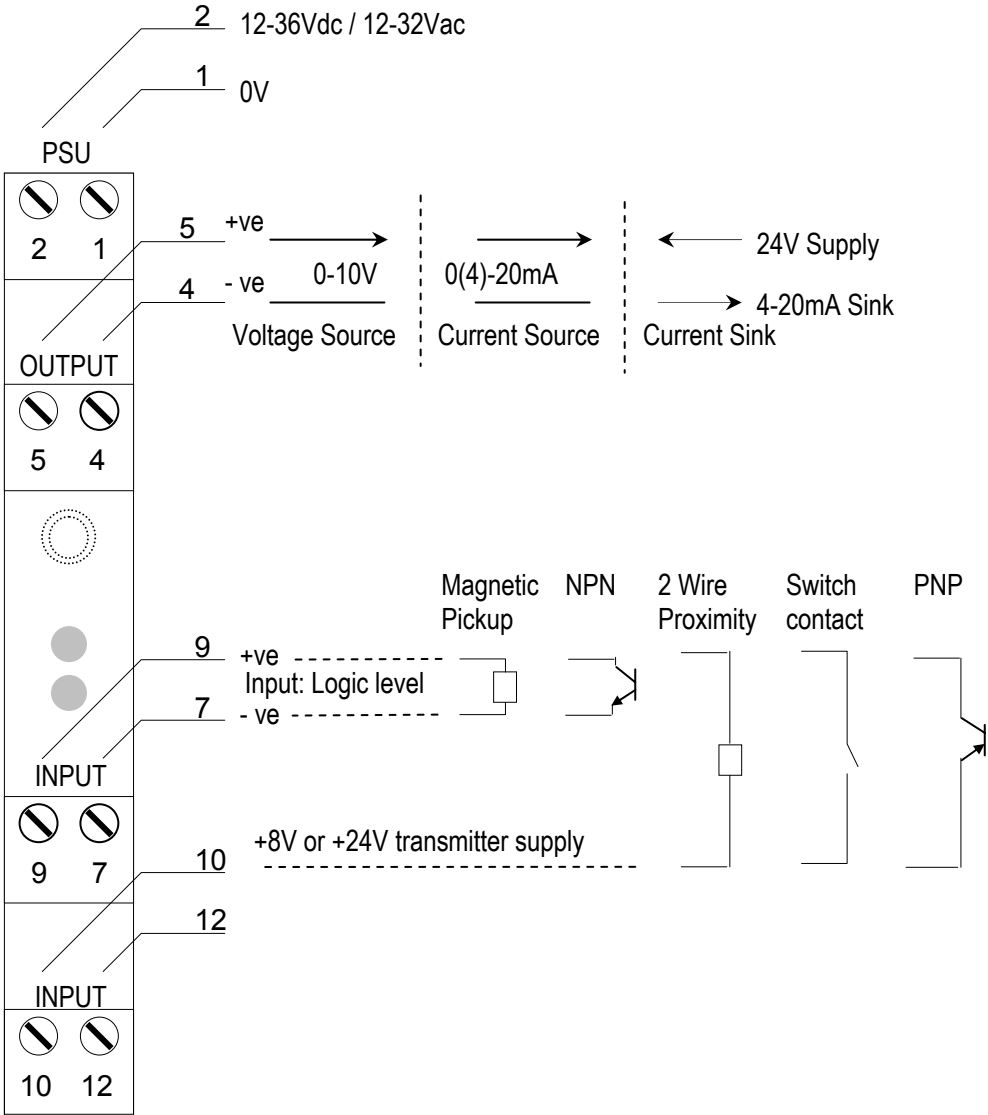 2 12-36Vdc / 12-32Vac
1 0V
PSU
2 1
5 +ve
24V Supply
4 - ve 0-10V 0(4)-20mA
4-20mA Sink
Voltage Source Current Source Current Sink
OUTPUT
5 4
Magnetic Pickup
NPN
2 Wire Proximity
Switch contact
PNP
9 +ve
Input: Logic level
7 - ve
INPUT
9 7
+8V or +24V transmitter supply
10
12
INPUT
10 12